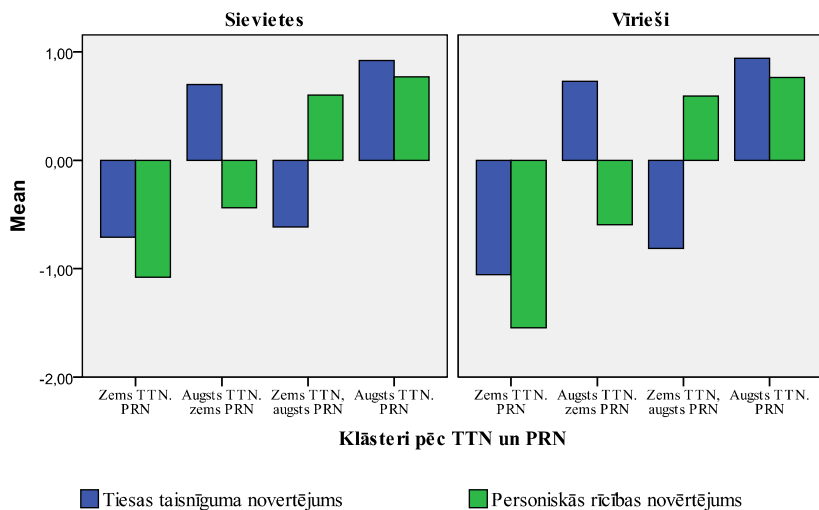 Sievietes
Vīrieši
1,00
0,00
-1,00
-2,00
Mean
Zems TTN. PRN
Augsts TTN. zems PRN
Zems TTN, augsts PRN
Augsts TTN. PRN
Zems TTN. PRN
Augsts TTN. zems PRN
Zems TTN, augsts PRN
Augsts TTN. PRN
Klāsteri pēc TTN un PRN
Tiesas taisnīguma novertējums
Personiskās rīcības novērtējums